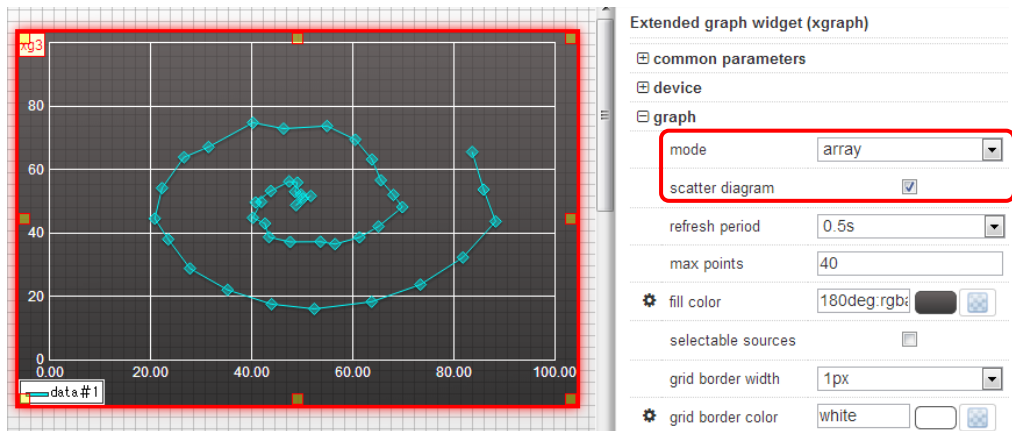 xg3
80
60
40
20
0
0.00 20.00 40.00 60.00 80.00 100.00
data#1
Extended graph widget (xgraph)
common parameters
device
graph
mode array
scatter diagram
refresh period 0.5s
max points 40
fill color 180deg:rgba
selectable sources
grid border width 1px
grid border color white